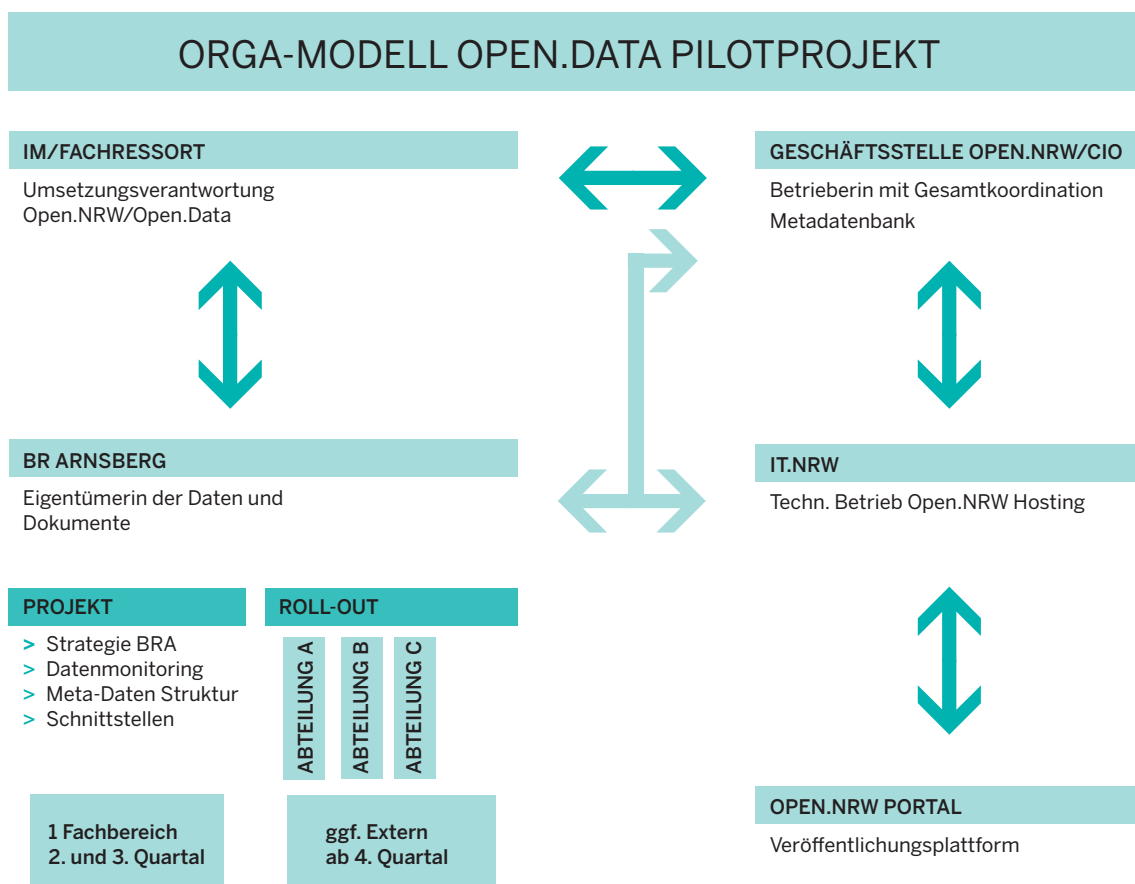 ORGA-MODELL OPEN.DATA PILOTPROJEKT
IM/FACHRESSORT
Umsetzungsverantwortung
Open.NRW/Open.Data
GESCHÄFTSSTELLE OPEN.NRW/CIO
Betrieberin mit Gesamtkoordination
Metadatenbank
BR ARNSBERG
Eigentümerin der Daten und
Dokumente
IT.NRW
Techn. Betrieb Open.NRW Hosting
PROJEKT
> Strategie BRA
> Datenmonitoring
> Meta-Daten Struktur
> Schnittstellen
ROLL-OUT
ABTEILUNG A
ABTEILUNG B
ABTEILUNG C
1 Fachbereich
2. und 3. Quartal
ggf. Extern
ab 4. Quartal
OPEN.NRW PORTAL
Veröffentlichungsplattform